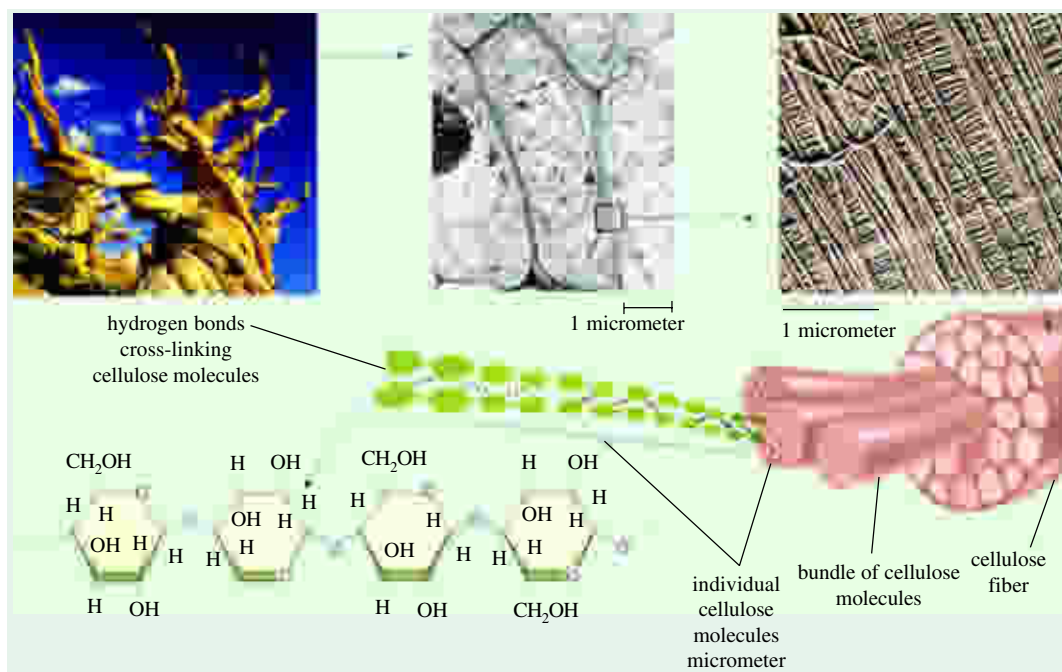 1 micrometer
1 micrometer
hydrogen bonds
cross-linking
cellulose molecules
CH₂OH
H
OH
CH₂OH
H
OH
H
H
OH
H
H
OH
H
H
H
H
H
OH
H
H
H
OH
H
OH
H
H
H
H
OH
H
OH
CH₂OH
individual
cellulose
molecules
micrometer
bundle of cellulose
molecules
cellulose
fiber